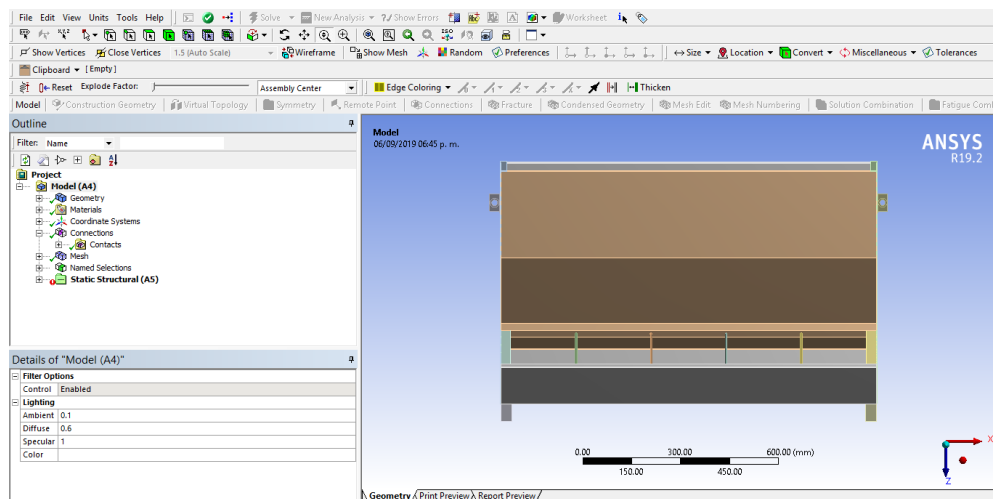 File Edit View Units Tools Help Solve New Analysis ?/ Show Errors Worksheet
Show Vertices Close Vertices 1.5 (Auto Scale) Wireframe Show Mesh Random Preferences Size Location Convert Miscellaneous Tolerances
Clipboard [Empty]
Reset Explode Factor: Assembly Center Edge Coloring Thicken
Model Construction Geometry Virtual Topology Symmetry Remote Point Connections Fracture Condensed Geometry Mesh Edit Mesh Numbering Solution Combination Fatigue Com
Outline
Filter: Name
Project
Model (A4)
Geometry
Materials
Coordinate Systems
Connections
Contacts
Mesh
Named Selections
Static Structural (A5)
Details of "Model (A4)"
Filter Options
Control Enabled
Lighting
Ambient 0.1
Diffuse 0.6
Specular 1
Color
Model
06/09/2019 06:45 p. m.
ANSYS
R19.2
0.00 300.00 600.00 (mm)
150.00 450.00
X
Z
Geometry Print Preview Report Preview